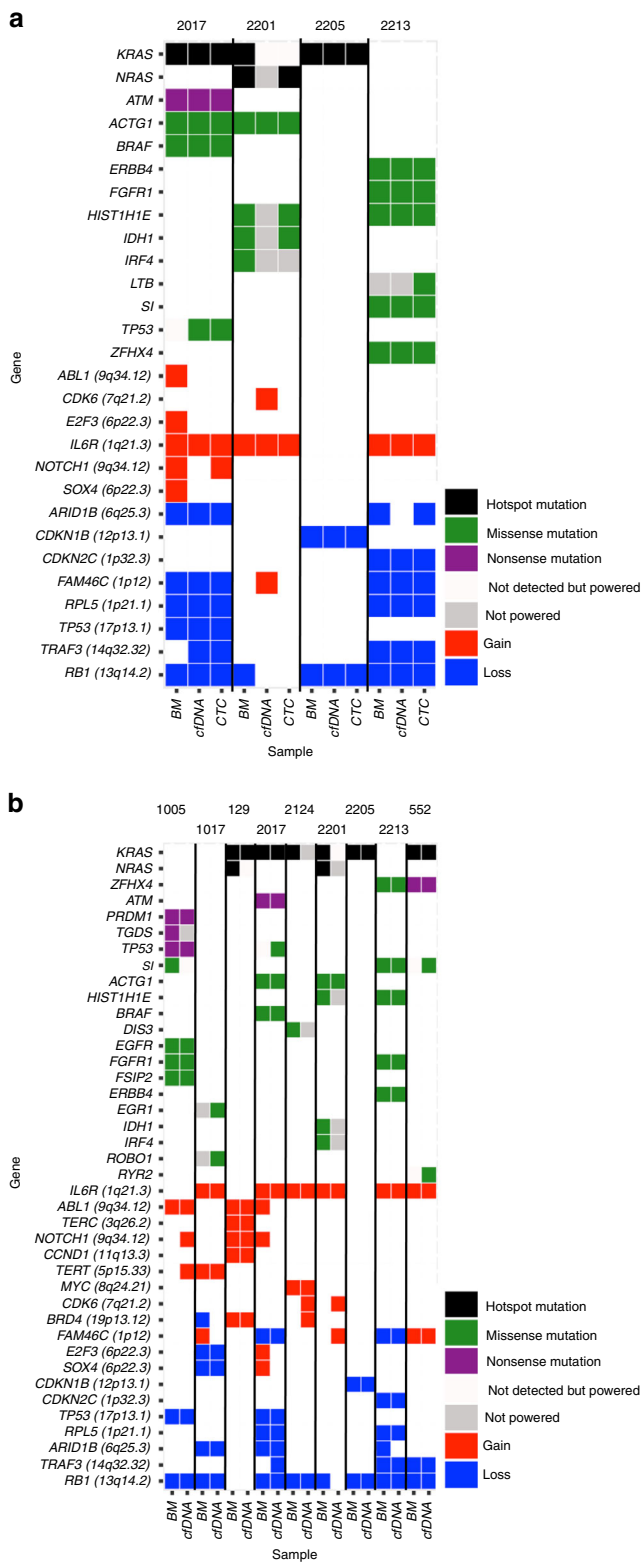 a
2017 2201 2205 2213
KRAS
NRAS
ATM
ACTG1
BRAF
ERBB4
FGFR1
HIST1H1E
IDH1
IRF4
LTB
SI
TP53
ZFHX4
ABL1 (9q34.12)
CDK6 (7q21.2)
E2F3 (6p22.3)
IL6R (1q21.3)
NOTCH1 (9q34.12)
SOX4 (6p22.3)
ARID1B (6q25.3)
CDKN1B (12p13.1)
CDKN2C (1p32.3)
FAM46C (1p12)
RPL5 (1p21.1)
TP53 (17p13.1)
TRAF3 (14q32.32)
RB1 (13q14.2)
Gene
BM cfDNA CTC BM cfDNA CTC BM cfDNA CTC BM cfDNA CTC
Sample
Hotspot mutation
Missense mutation
Nonsense mutation
Not detected but powered
Not powered
Gain
Loss
b
1005 129 2124 2205 552
1017 2017 2201 2213
KRAS
NRAS
ZFHX4
ATM
PRDM1
TGDS
TP53
SI
ACTG1
HIST1H1E
BRAF
DIS3
EGFR
FGFR1
FSIP2
ERBB4
EGR1
IDH1
IRF4
ROBO1
RYR2
IL6R (1q21.3)
ABL1 (9q34.12)
TERC (3q26.2)
NOTCH1 (9q34.12)
CCND1 (11q13.3)
TERT (5p15.33)
MYC (8q24.21)
CDK6 (7q21.2)
BRD4 (19p13.12)
FAM46C (1p12)
E2F3 (6p22.3)
SOX4 (6p22.3)
CDKN1B (12p13.1)
CDKN2C (1p32.3)
TP53 (17p13.1)
RPL5 (1p21.1)
ARID1B (6q25.3)
TRAF3 (14q32.32)
RB1 (13q14.2)
Gene
BM cfDNA BM cfDNA BM cfDNA BM cfDNA BM cfDNA BM cfDNA BM cfDNA BM cfDNA BM cfDNA
Sample
Hotspot mutation
Missense mutation
Nonsense mutation
Not detected but powered
Not powered
Gain
Loss